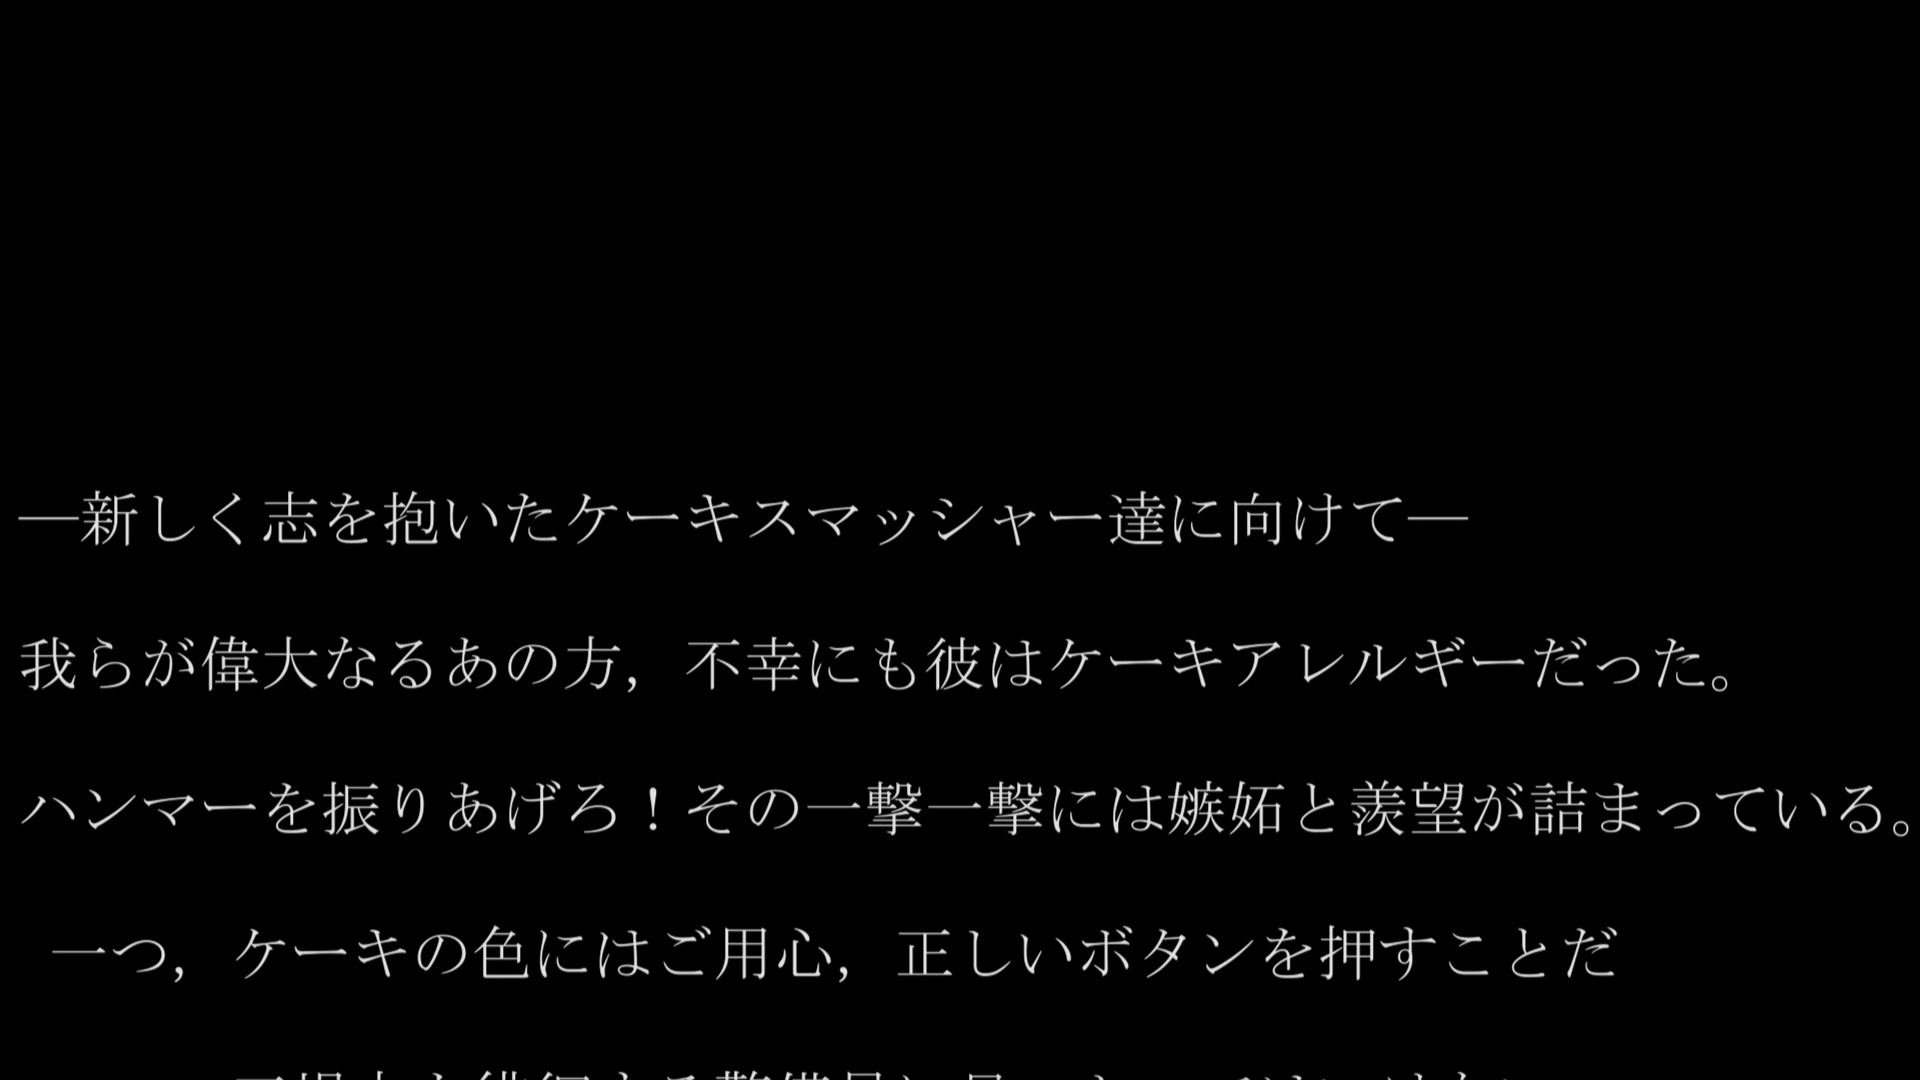 ―新しく志を抱いたケーキスマッシャー達に向けて―
我らが偉大なるあの方，不幸にも彼はケーキアレルギーだった。
ハンマーを振りあげろ！その一撃一撃には嫉妬と羨望が詰まっている。
一つ，ケーキの色にはご用心，正しいボタンを押すことだ